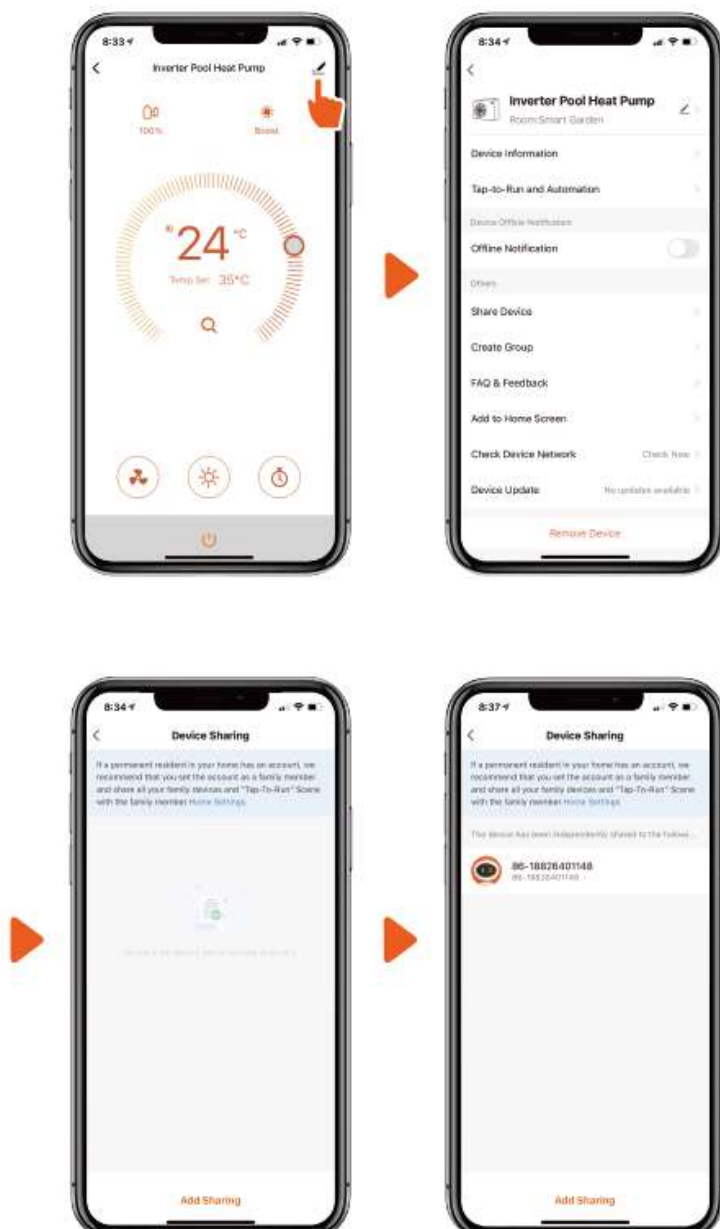 8:33
Inverter Pool Heat Pump
100%
Boost
24 °C
Temp Set 35°C
8:34
Inverter Pool Heat Pump
Room:Smart Garden
Device Information
Tap-to-Run and Automation
Device Offline Notification
Offline Notification
Others
Share Device
Create Group
FAQ & Feedback
Add to Home Screen
Check Device Network Check Now
Device Update No updates available
Remove Device
8:34
Device Sharing
If a permanent resident in your home has an account, we
recommend that you set the account as a family member
and share all your family devices and "Tap-To-Run" Scene
with the family member Home Settings
Add Sharing
8:37
Device Sharing
If a permanent resident in your home has an account, we
recommend that you set the account as a family member
and share all your family devices and "Tap-To-Run" Scene
with the family member Home Settings
The device has been independently shared to the followi...
86-18826401148
86-18826401148
Add Sharing